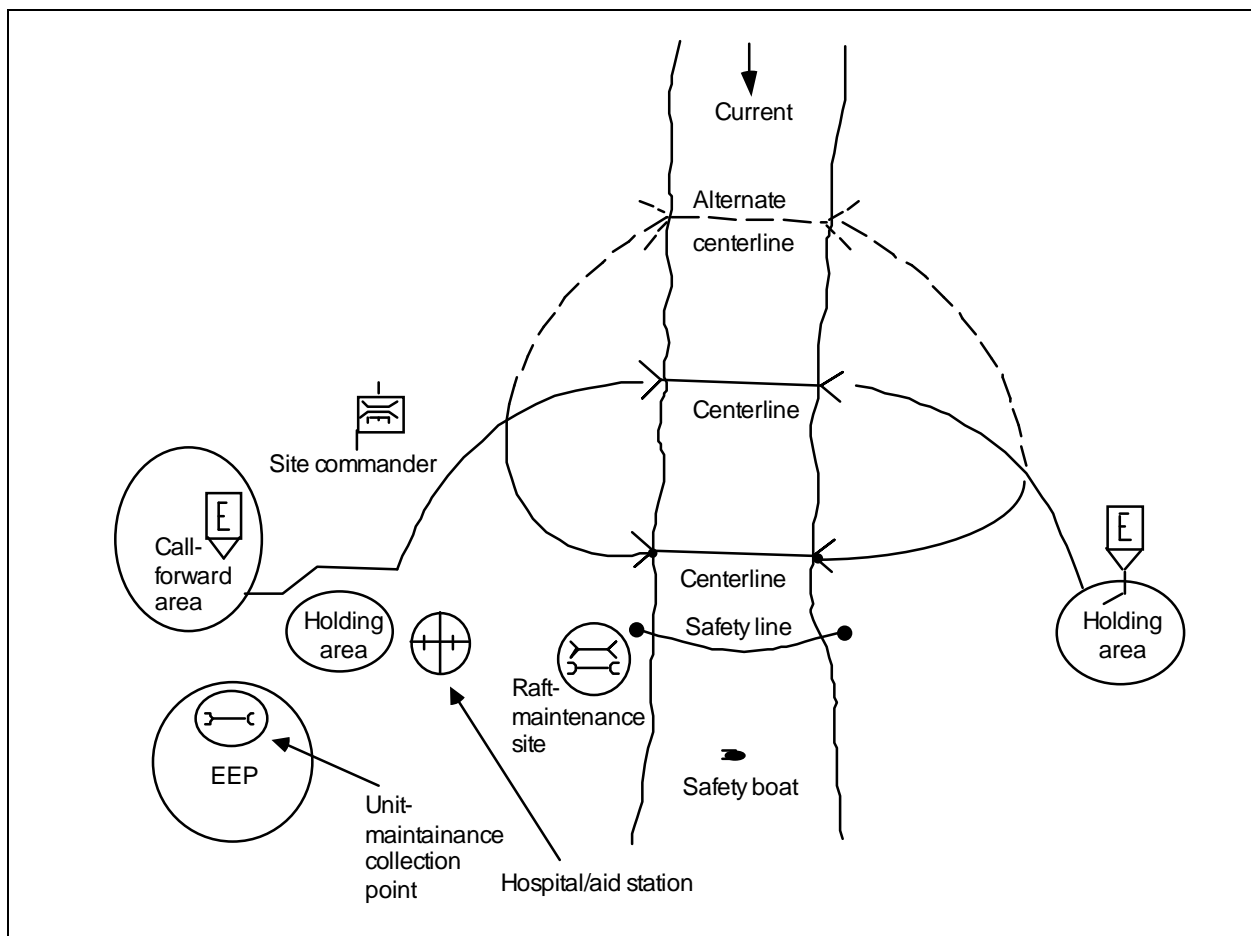 Current
Alternate
centerline
Centerline
Site commander
E
Call-
forward
area
E
Centerline
Holding
area
Safety line
Holding
area
Raft-
maintenance
site
EEP
Safety boat
Unit-
maintainance
collection
point
Hospital/aid station